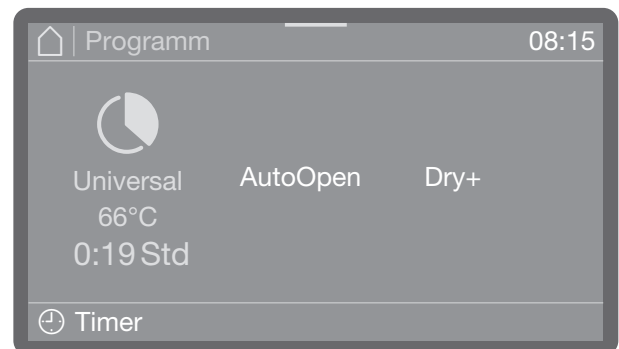 Programm 08:15
Universal AutoOpen Dry+
66°C
0:19 Std
Timer